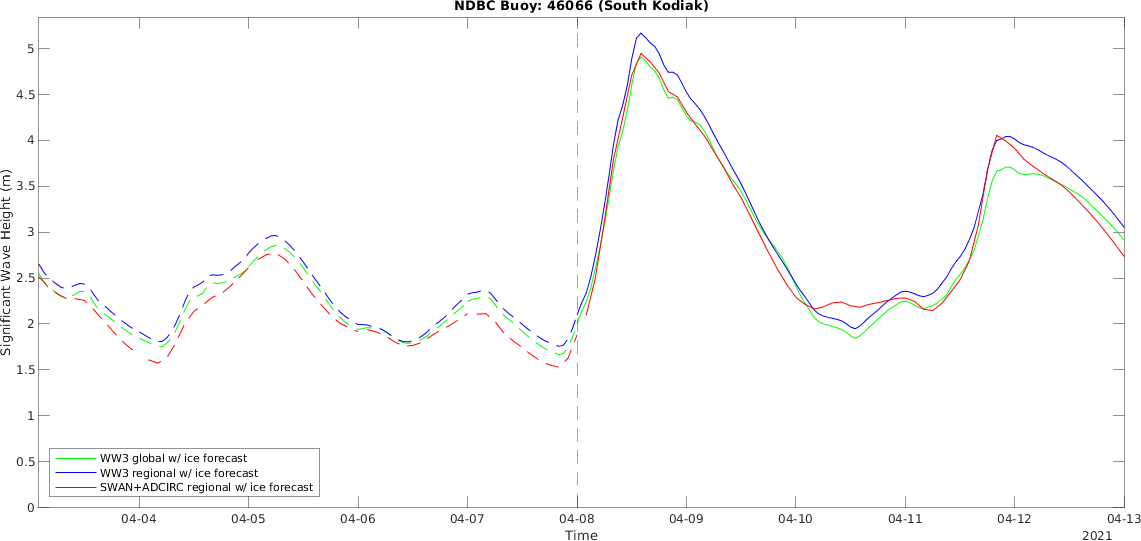 NDBC Buoy: 46066 (South Kodiak)
Significant Wave Height (m)
5
4.5
4
3.5
3
2.5
2
1.5
1
0.5
0
WW3 global w/ ice forecast
WW3 regional w/ ice forecast
SWAN+ADCIRC regional w/ ice forecast
04-04 04-05 04-06 04-07 04-08 04-09 04-10 04-11 04-12 04-13
Time
2021